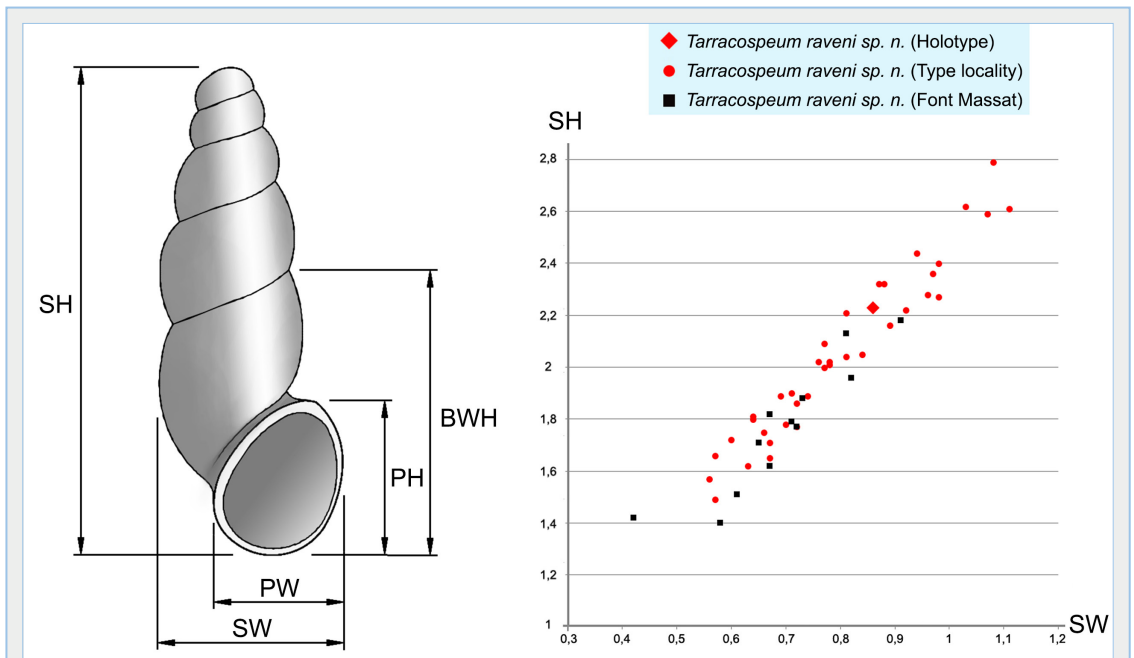 SH
BWH
PH
PW
SW
Tarracospeum raveni sp. n. (Holotype)
Tarracospeum raveni sp. n. (Type locality)
Tarracospeum raveni sp. n. (Font Massat)
SH
2,8
2,6
2,4
2,2
2
1,8
1,6
1,4
1,2
1
0,3 0,4 0,5 0,6 0,7 0,8 0,9 1 1,1 1,2
SW